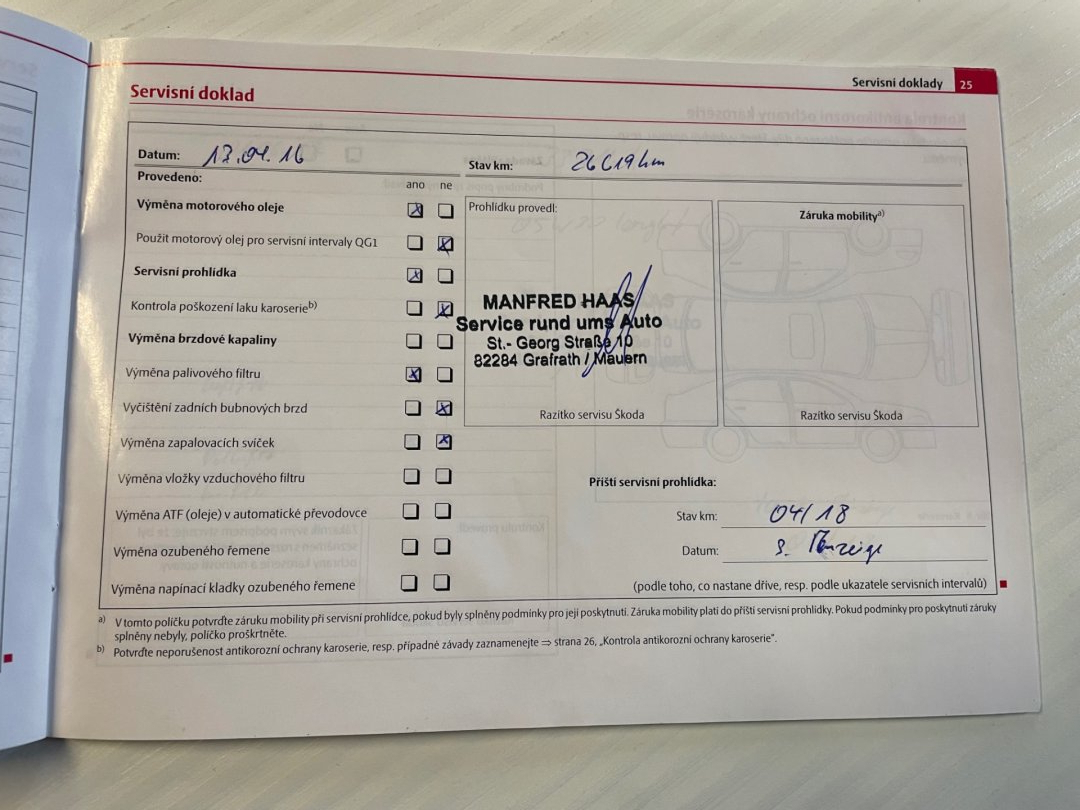 Servisní doklady 25
Servisní doklad
Datum: 17.04.16
Stav km: 26619 km
Provedeno:
ano ne
Výměna motorového oleje
Použit motorový olej pro servisní intervaly QG1
Servisní prohlídka
Kontrola poškození laku karoserie b)
Výměna brzdové kapaliny
Výměna palivového filtru
Vyčištění zadních bubnových brzd
Výměna zapalovacích svíček
Výměna vložky vzduchového filtru
Výměna ATF (oleje) v automatické převodovce
Výměna ozubeného řemene
Výměna napínací kladky ozubeného řemene
Prohlídku provedl:
MANFRED HAAS
Service rund ums Auto
St.- Georg Straße 10
82284 Grafrath / Mauern
Razítko servisu Škoda
Záruka mobility a)
Razítko servisu Škoda
Příští servisní prohlídka:
Stav km: 04/18
Datum: s. Anzeige
(podle toho, co nastane dříve, resp. podle ukazatele servisních intervalů)
a) V tomto políčku potvrďte záruku mobility při servisní prohlídce, pokud byly splněny podmínky pro její poskytnutí. Záruka mobility platí do příští servisní prohlídky. Pokud podmínky pro poskytnutí záruky
splněny nebyly, políčko proškrtněte.
b) Potvrďte neporušenost antikorozní ochrany karoserie, resp. případné závady zaznamenejte ⇒ strana 26, „Kontrola antikorozní ochrany karoserie“.